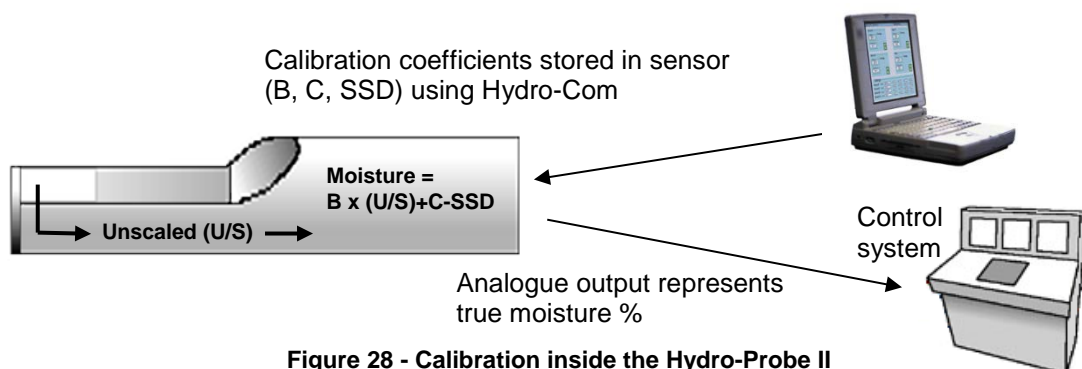 Calibration coefficients stored in sensor
(B, C, SSD) using Hydro-Com
Moisture =
B x (U/S)+C-SSD
Unscaled (U/S)
Control
system
Analogue output represents
true moisture %
Figure 28 - Calibration inside the Hydro-Probe II